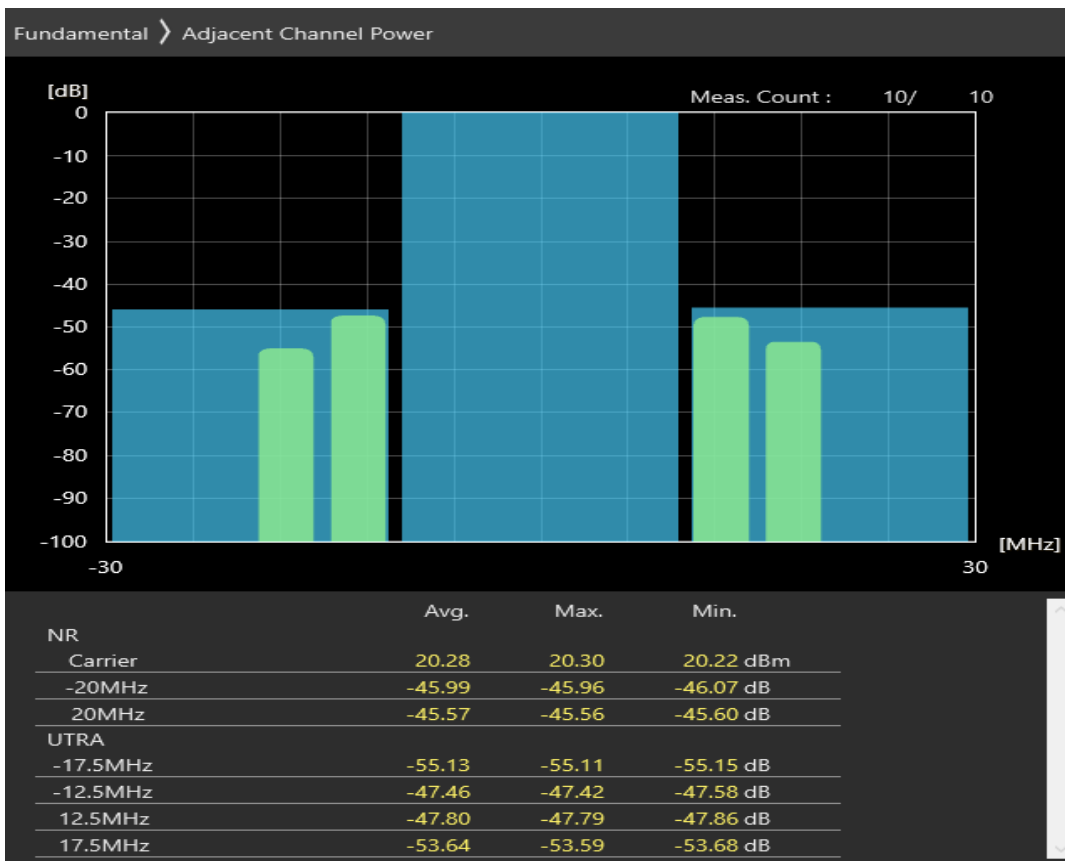 Fundamental 〉 Adjacent Channel Power
[dB]
Meas. Count : 10/ 10
0
-10
-20
-30
-40
-50
-60
-70
-80
-90
-100
[MHz]
-30 30
Avg. Max. Min.
NR
Carrier 20.28 20.30 20.22 dBm
-20MHz -45.99 -45.96 -46.07 dB
20MHz -45.57 -45.56 -45.60 dB
UTRA
-17.5MHz -55.13 -55.11 -55.15 dB
-12.5MHz -47.46 -47.42 -47.58 dB
12.5MHz -47.80 -47.79 -47.86 dB
17.5MHz -53.64 -53.59 -53.68 dB